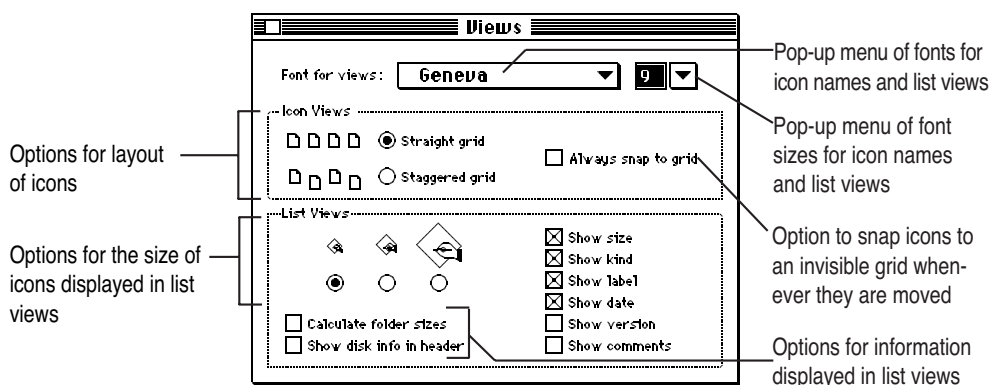 Views
Font for views:
Geneva
9
Icon Views
Straight grid
Staggered grid
Always snap to grid
List Views
Show size
Show kind
Show label
Show date
Show version
Show comments
Calculate folder sizes
Show disk info in header
Options for layout
of icons
Options for the size of
icons displayed in list
views
Pop-up menu of fonts for
icon names and list views
Pop-up menu of font
sizes for icon names
and list views
Option to snap icons to
an invisible grid when-
ever they are moved
Options for information
displayed in list views